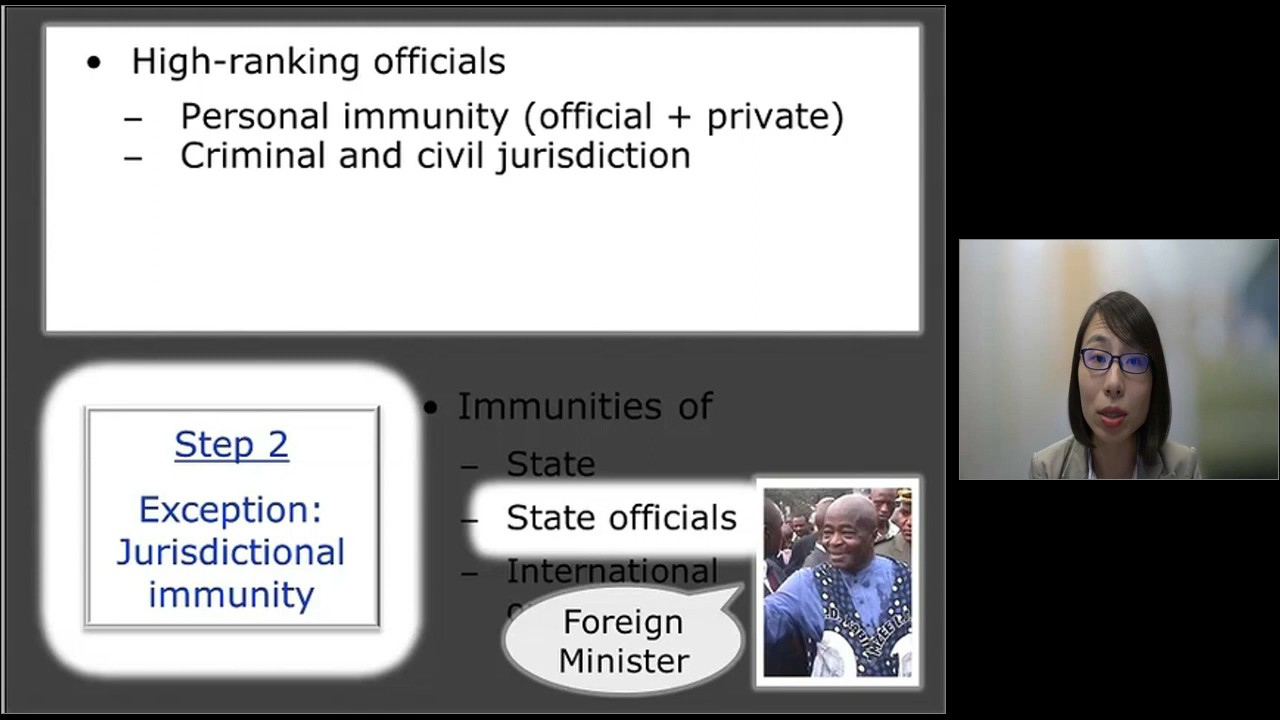 • High-ranking officials
– Personal immunity (official + private)
– Criminal and civil jurisdiction
Step 2
Exception:
Jurisdictional
immunity
• Immunities of
– State
– State officials
– International
Foreign
Minister